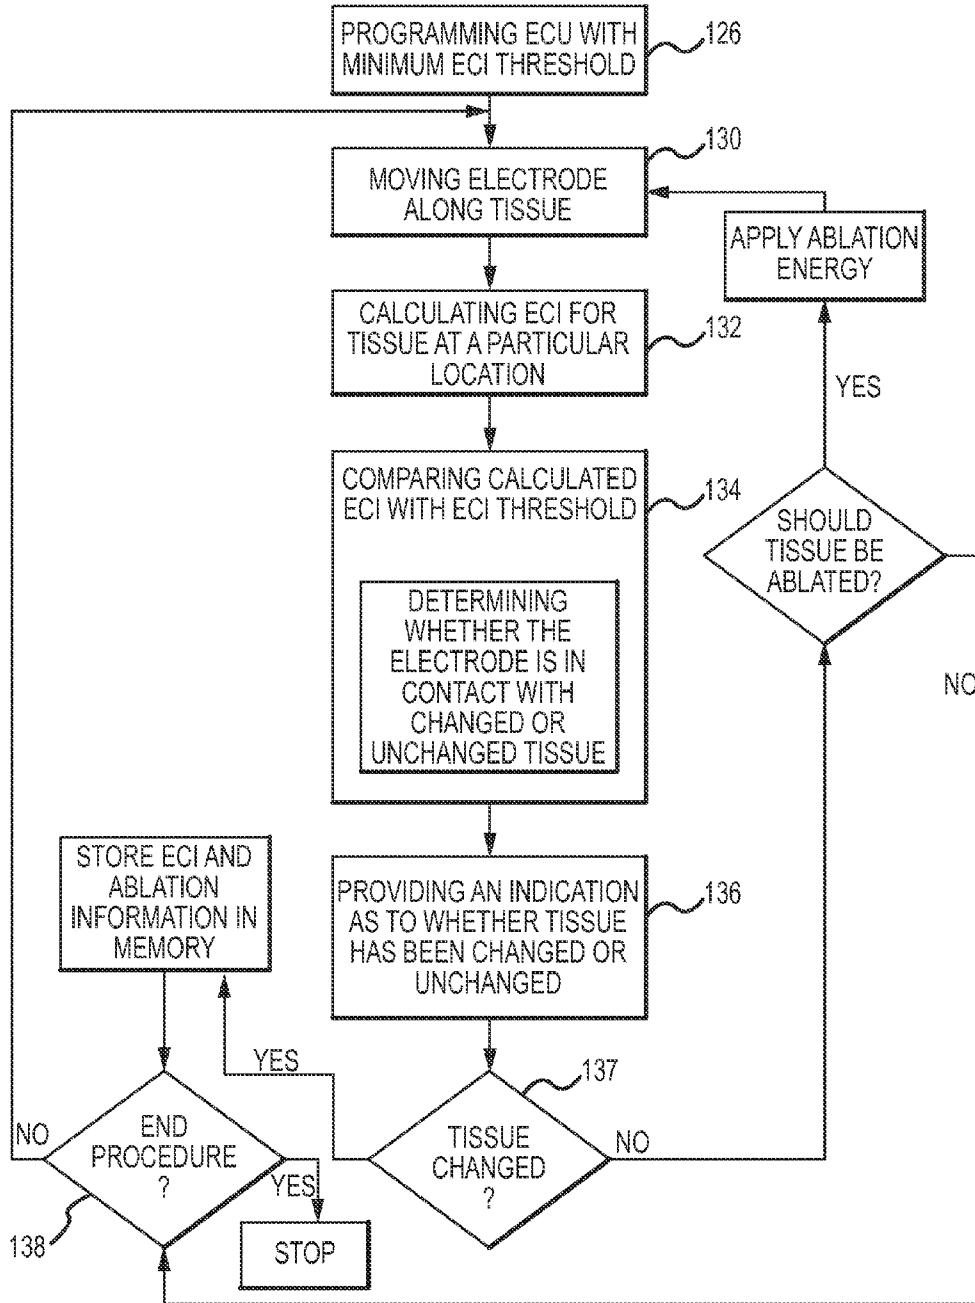 PROGRAMMING ECU WITH
MINIMUM ECI THRESHOLD
126
MOVING ELECTRODE
ALONG TISSUE
130
APPLY ABLATION
ENERGY
CALCULATING ECI FOR
TISSUE AT A PARTICULAR
LOCATION
132
YES
COMPARING CALCULATED
ECI WITH ECI THRESHOLD
134
SHOULD
TISSUE BE
ABLATED?
NO
DETERMINING
WHETHER THE
ELECTRODE IS IN
CONTACT WITH
CHANGED OR
UNCHANGED TISSUE
STORE ECI AND
ABLATION
INFORMATION IN
MEMORY
PROVIDING AN INDICATION
AS TO WHETHER TISSUE
HAS BEEN CHANGED OR
UNCHANGED
136
YES
137
NO
END
PROCEDURE
?
YES
138
TISSUE
CHANGED
?
NO
STOP